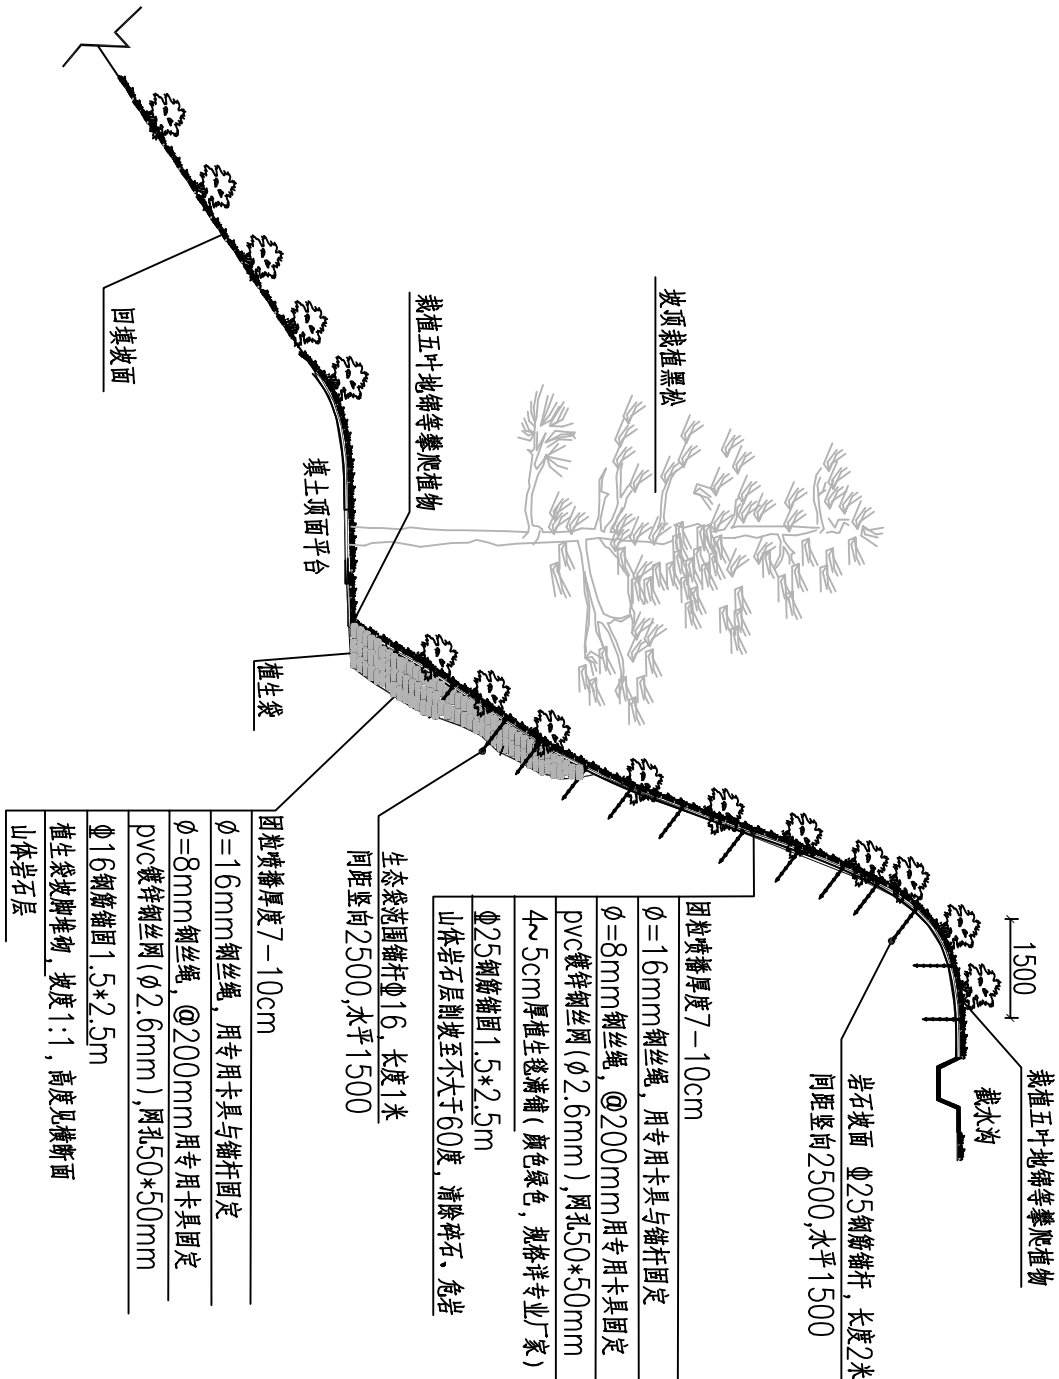 1500
栽植五叶地锦等攀爬植物
截水沟
岩石坡面 Φ25钢筋锚杆，长度2米
间距竖向2500,水平1500
坡顶栽植黑松
团粒喷播厚度7-10cm
Ø=16mm钢丝绳，用专用卡具与锚杆固定
Ø=8mm钢丝绳，@200mm用专用卡具固定
pvc镀锌钢丝网(Ø2.6mm),网孔50*50mm
4~5cm厚植生毯满铺(颜色绿色，规格详专业厂家)
Φ25钢筋锚固1.5*2.5m
山体岩石层削坡至不大于60度，清除碎石、危岩
栽植五叶地锦等攀爬植物
生态袋范围锚杆Φ16，长度1米
间距竖向2500,水平1500
填土顶面平台
植生袋
回填坡面
团粒喷播厚度7-10cm
Ø=16mm钢丝绳，用专用卡具与锚杆固定
Ø=8mm钢丝绳，@200mm用专用卡具固定
pvc镀锌钢丝网(Ø2.6mm),网孔50*50mm
Φ16钢筋锚固1.5*2.5m
植生袋坡脚堆砌，坡度1:1，高度见横断面
山体岩石层